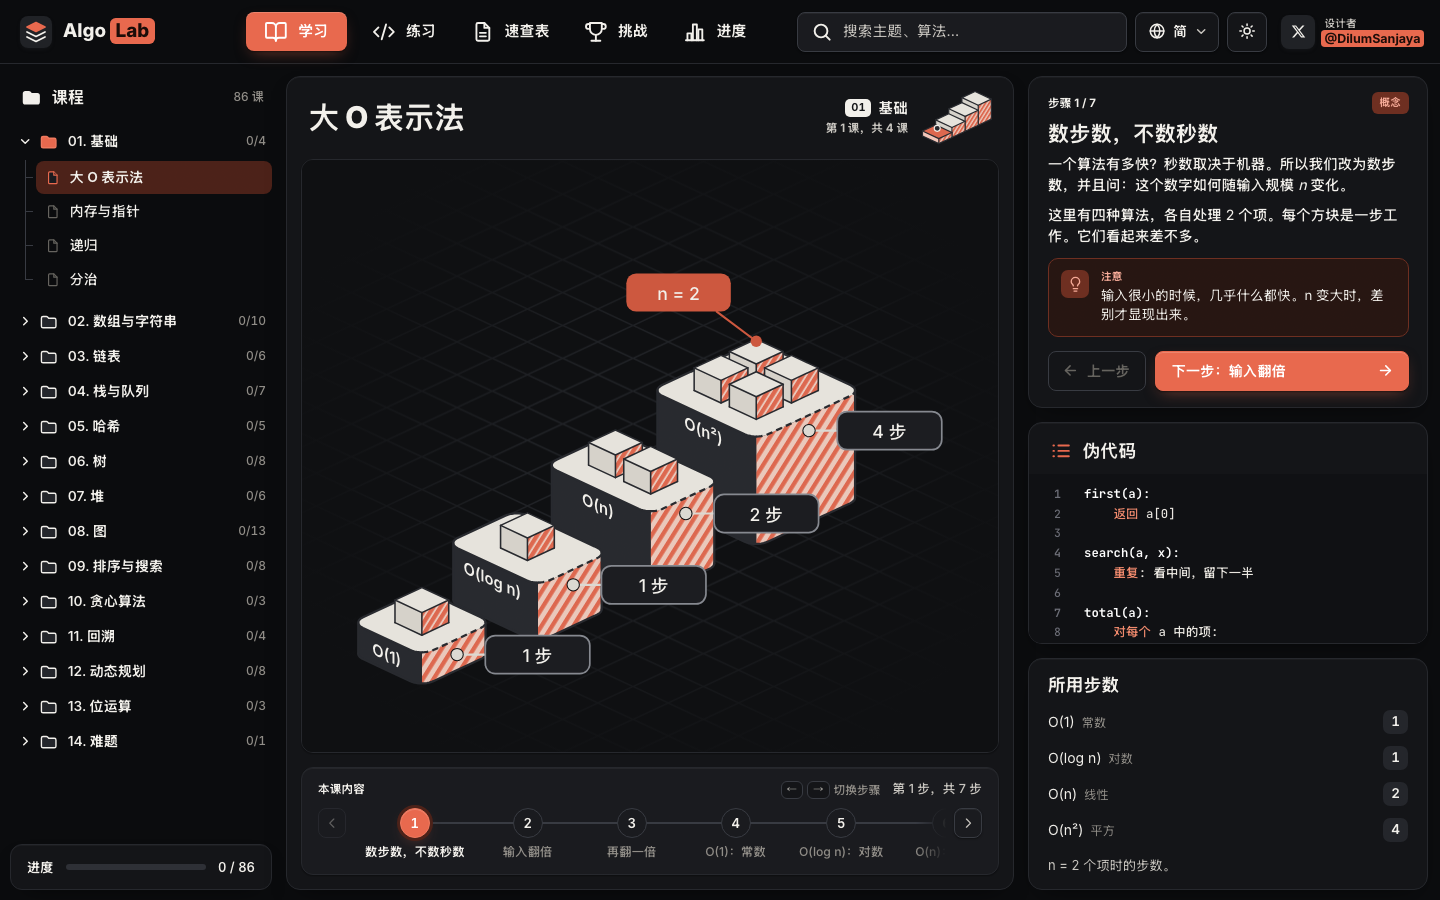 Algo Lab
学习
练习
速查表
挑战
进度
搜索主题、算法...
简
设计者
@DilumSanjaya
课程
86 课
01. 基础
0/4
大 O 表示法
内存与指针
递归
分治
02. 数组与字符串
0/10
03. 链表
0/6
04. 栈与队列
0/7
05. 哈希
0/5
06. 树
0/8
07. 堆
0/6
08. 图
0/13
09. 排序与搜索
0/8
10. 贪心算法
0/3
11. 回溯
0/4
12. 动态规划
0/8
13. 位运算
0/3
14. 难题
0/1
进度
0 / 86
大 O 表示法
01 基础
第 1 课，共 4 课
n = 2
O(n²)
4 步
O(n)
2 步
O(log n)
1 步
O(1)
1 步
本课内容
← → 切换步骤
第 1 步，共 7 步
1
2
3
4
5
数步数，不数秒数
输入翻倍
再翻一倍
O(1)：常数
O(log n)：对数
O(n)
步骤 1 / 7
概念
数步数，不数秒数
一个算法有多快？秒数取决于机器。所以我们改为数步
数，并且问：这个数字如何随输入规模 n 变化。
这里有四种算法，各自处理 2 个项。每个方块是一步工
作。它们看起来差不多。
注意
输入很小的时候，几乎什么都快。n 变大时，差
别才显现出来。
← 上一步
下一步：输入翻倍 →
伪代码
1 first(a):
2 返回 a[0]
3
4 search(a, x):
5 重复: 看中间，留下一半
6
7 total(a):
8 对每个 a 中的项:
所用步数
O(1) 常数
1
O(log n) 对数
1
O(n) 线性
2
O(n²) 平方
4
n = 2 个项时的步数。